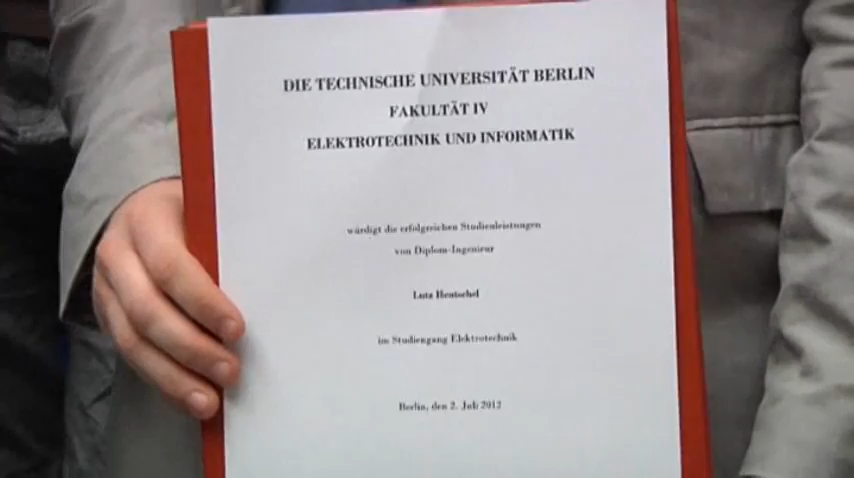 DIE TECHNISCHE UNIVERSITÄT BERLIN
FAKULTÄT IV
ELEKTROTECHNIK UND INFORMATIK
würdigt die erfolgreichen Studienleistungen
von Diplom-Ingenieur
Lutz Hentschel
im Studiengang Elektrotechnik
Berlin, den 2. Juli 2012